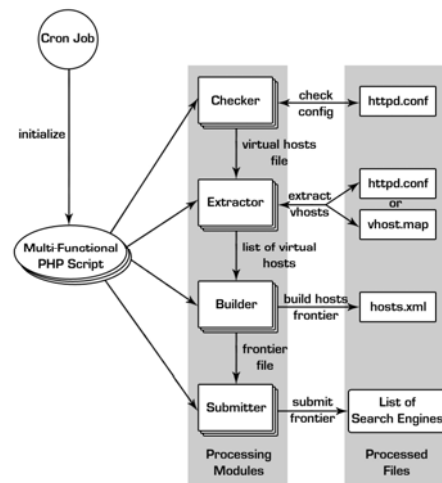 Cron Job
initialize
Multi-Functional
PHP Script
Checker
check
config
httpd.conf
virtual hosts
file
Extractor
extract
vhosts
httpd.conf
or
vhost.map
list of virtual
hosts
Builder
build hosts
frontier
hosts.xml
frontier
file
Submitter
submit
frontier
List of
Search Engines
Processing
Modules
Processed
Files